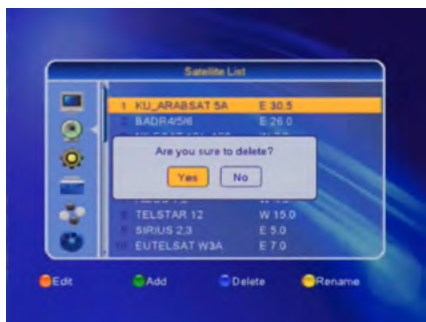 Satellite List
1 KU_ARABSAT 5A E 30.5
BADR4/5/6 E 26.0
Are you sure to delete?
Yes No
TELSTAR 12 W 15.0
SIRIUS 2,3 E 5.0
EUTELSAT W3A E 7.0
Edit Add Delete Rename